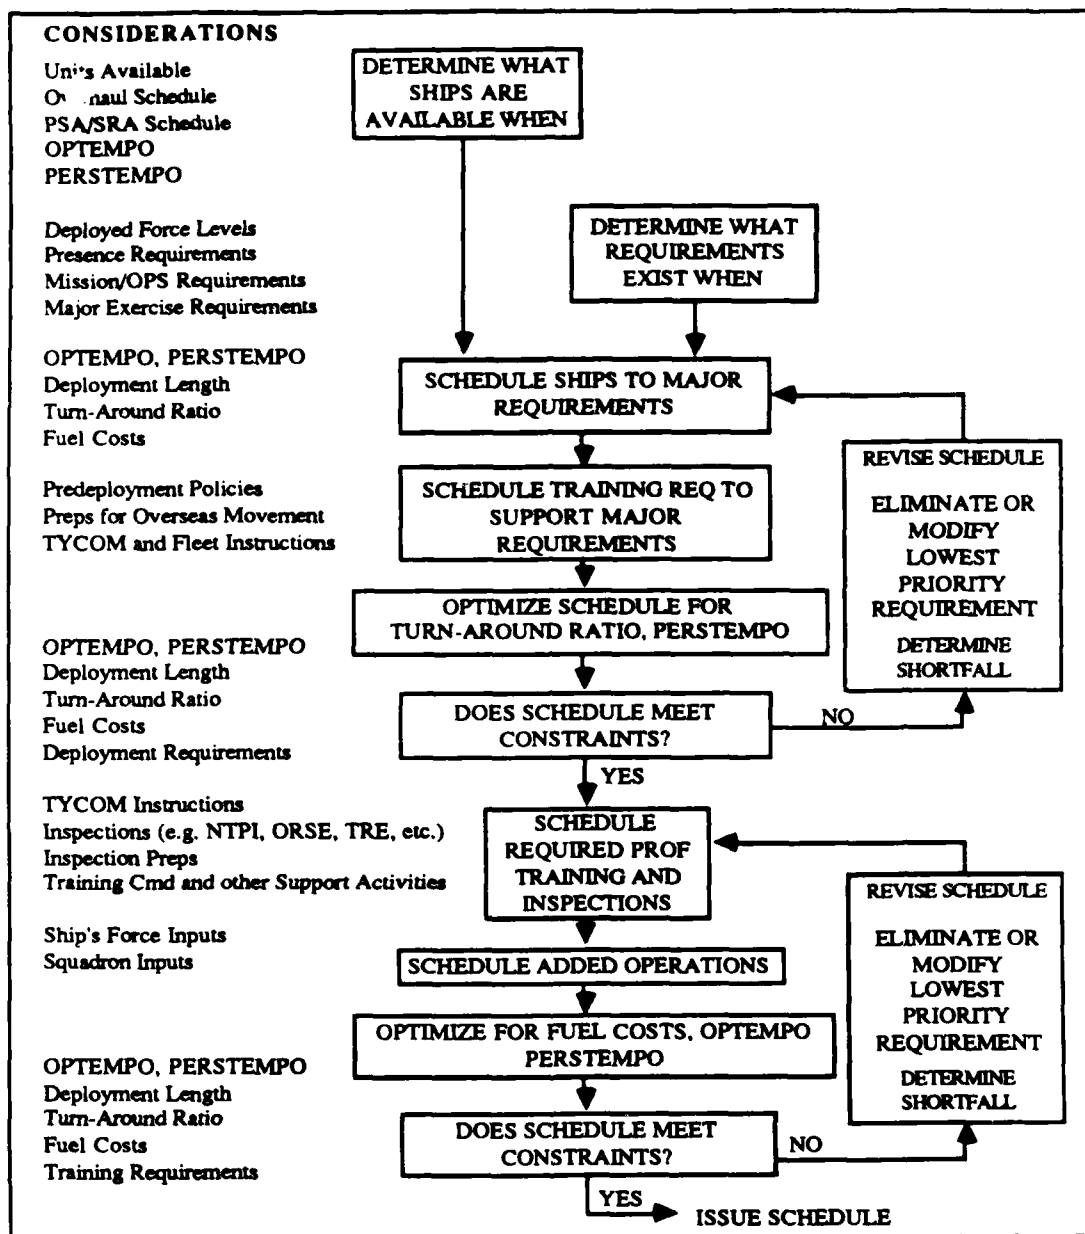 CONSIDERATIONS
Units Available
Schedule
PSA/SRA Schedule
OPTEMPO
PERSTEMPO
DETERMINE WHAT
SHIPS ARE
AVAILABLE WHEN
Deployed Force Levels
Presence Requirements
Mission/OPS Requirements
Major Exercise Requirements
DETERMINE WHAT
REQUIREMENTS
EXIST WHEN
OPTEMPO, PERSTEMPO
Deployment Length
Turn-Around Ratio
Fuel Costs
SCHEDULE SHIPS TO MAJOR
REQUIREMENTS
Predeployment Policies
Preps for Overseas Movement
TYCOM and Fleet Instructions
SCHEDULE TRAINING REQ TO
SUPPORT MAJOR
REQUIREMENTS
REVISE SCHEDULE
ELIMINATE OR
MODIFY
LOWEST
PRIORITY
REQUIREMENT
DETERMINE
SHORTFALL
OPTIMIZE SCHEDULE FOR
TURN-AROUND RATIO, PERSTEMPO
OPTEMPO, PERSTEMPO
Deployment Length
Turn-Around Ratio
Fuel Costs
Deployment Requirements
DOES SCHEDULE MEET
CONSTRAINTS?
NO
YES
TYCOM Instructions
Inspections (e.g. NTPI, ORSE, TRE, etc.)
Inspection Preps
Training Cmd and other Support Activities
SCHEDULE
REQUIRED PROF
TRAINING AND
INSPECTIONS
REVISE SCHEDULE
ELIMINATE OR
MODIFY
LOWEST
PRIORITY
REQUIREMENT
DETERMINE
SHORTFALL
Ship's Force Inputs
Squadron Inputs
SCHEDULE ADDED OPERATIONS
OPTIMIZE FOR FUEL COSTS, OPTEMPO
PERSTEMPO
OPTEMPO, PERSTEMPO
Deployment Length
Turn-Around Ratio
Fuel Costs
Training Requirements
DOES SCHEDULE MEET
CONSTRAINTS?
NO
YES
ISSUE SCHEDULE